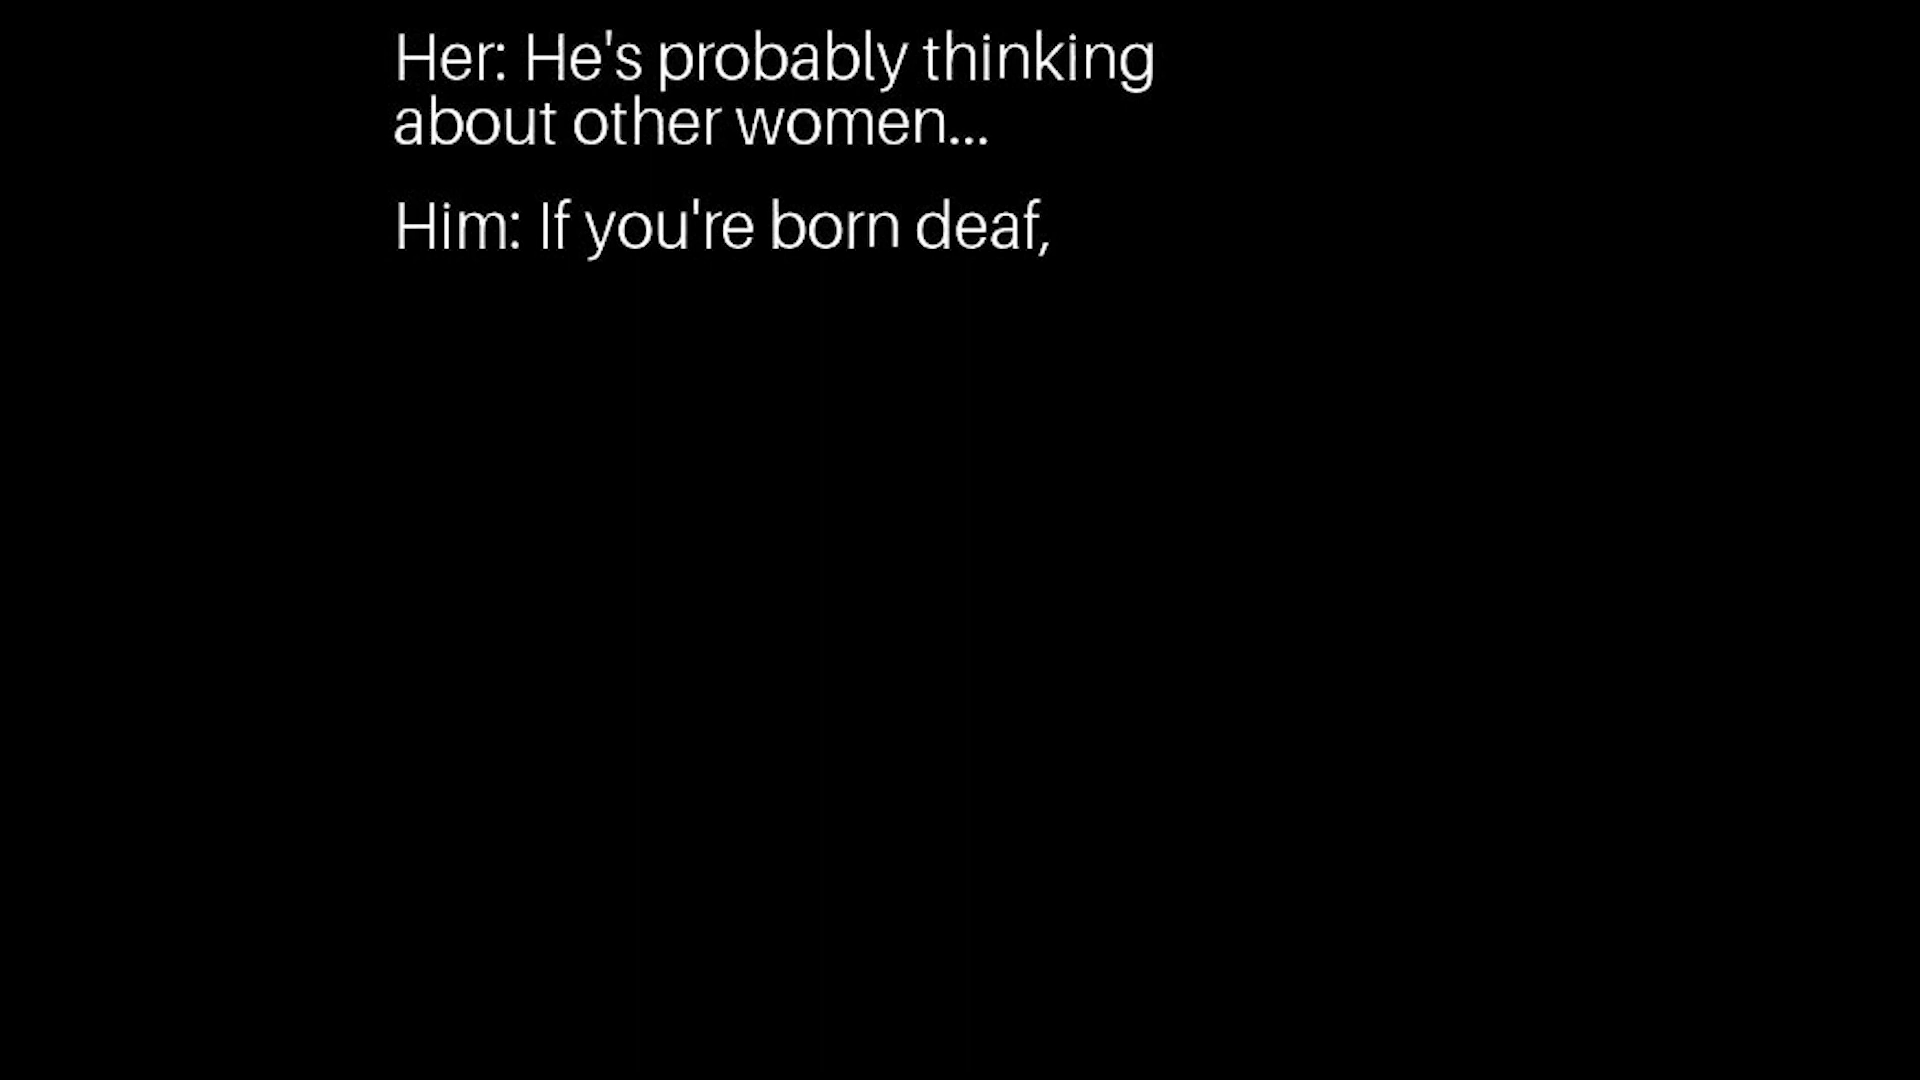 Her: He's probably thinking
about other women...
Him: If you're born deaf,